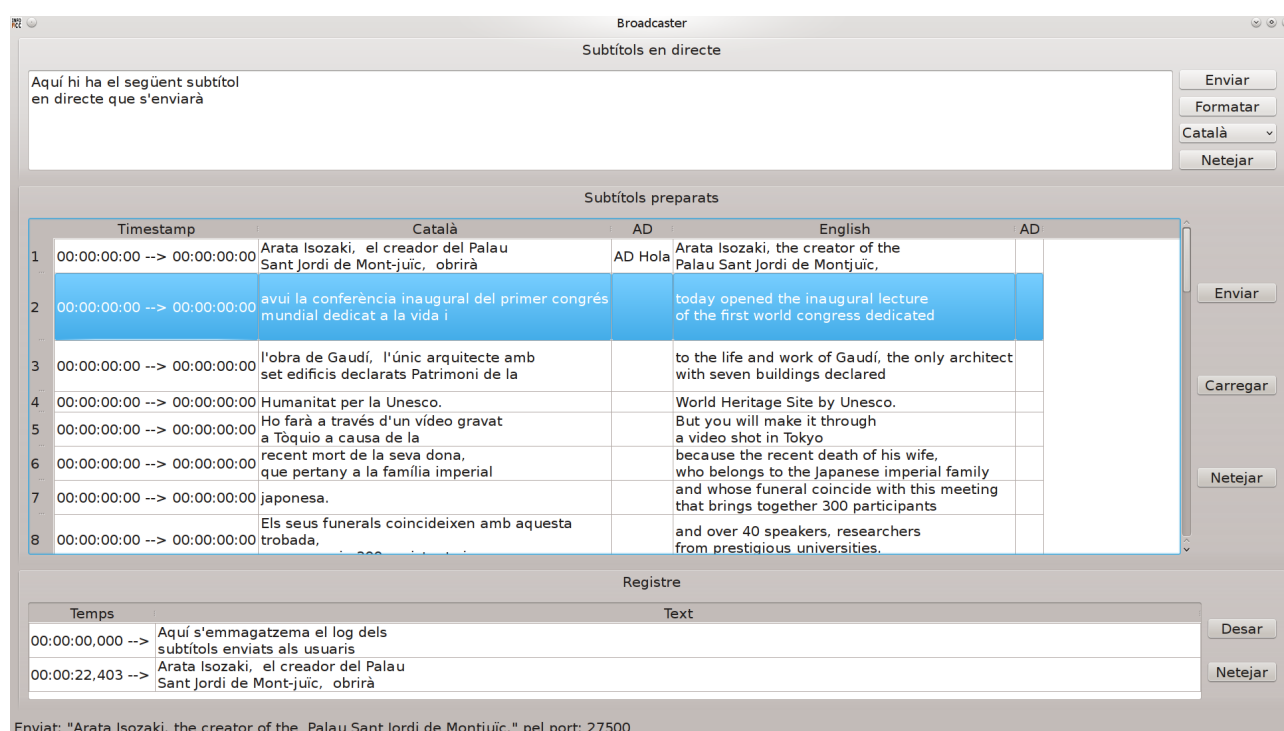 Broadcaster
Subtítols en directe
Aquí hi ha el següent subtítol
en directe que s'enviarà
Enviar
Formatar
Català
Netejar
Subtítols preparats
Timestamp Català AD English AD
1 00:00:00:00 --> 00:00:00:00 Arata Isozaki, el creador del Palau
Sant Jordi de Mont-juïc, obrirà
AD Hola
Arata Isozaki, the creator of the
Palau Sant Jordi de Montjuïc,
2 00:00:00:00 --> 00:00:00:00 avui la conferència inaugural del primer congrés
mundial dedicat a la vida i
today opened the inaugural lecture
of the first world congress dedicated
Enviar
3 00:00:00:00 --> 00:00:00:00 l'obra de Gaudí, l'únic arquitecte amb
set edificis declarats Patrimoni de la
to the life and work of Gaudí, the only architect
with seven buildings declared
Carregar
4 00:00:00:00 --> 00:00:00:00 Humanitat per la Unesco.
World Heritage Site by Unesco.
5 00:00:00:00 --> 00:00:00:00 Ho farà a través d'un vídeo gravat
a Tòquio a causa de la
But you will make it through
a video shot in Tokyo
6 00:00:00:00 --> 00:00:00:00 recent mort de la seva dona,
que pertany a la família imperial
because the recent death of his wife,
who belongs to the Japanese imperial family
Netejar
7 00:00:00:00 --> 00:00:00:00 japonesa.
and whose funeral coincide with this meeting
that brings together 300 participants
8 00:00:00:00 --> 00:00:00:00 Els seus funerals coincideixen amb aquesta
trobada,
and over 40 speakers, researchers
from prestigious universities.
Registre
Temps Text
00:00:00,000 --> Aquí s'emmagatzema el log dels
subtítols enviats als usuaris
Desar
00:00:22,403 --> Arata Isozaki, el creador del Palau
Sant Jordi de Mont-juïc, obrirà
Netejar
Enviat: "Arata Isozaki, the creator of the Palau Sant Jordi de Montjuïc," pel port: 27500